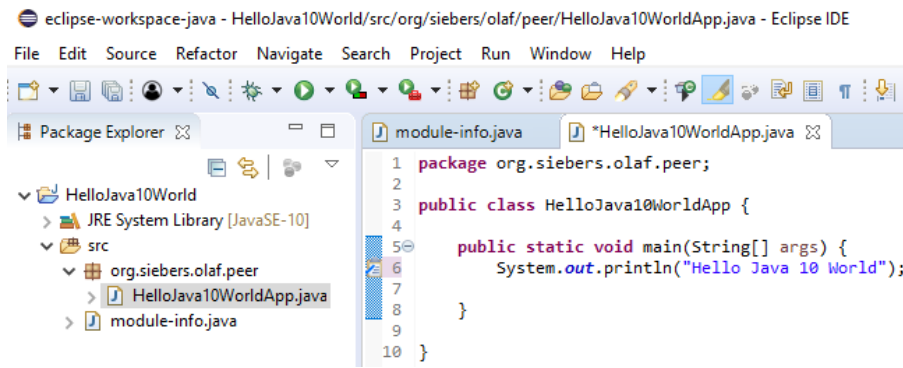 eclipse-workspace-java - HelloJava10World/src/org/siebers/olaf/peer/HelloJava10WorldApp.java - Eclipse IDE
File Edit Source Refactor Navigate Search Project Run Window Help
Package Explorer
HelloJava10World
JRE System Library [JavaSE-10]
src
org.siebers.olaf.peer
HelloJava10WorldApp.java
module-info.java
module-info.java *HelloJava10WorldApp.java
1 package org.siebers.olaf.peer;
2
3 public class HelloJava10WorldApp {
4
5 public static void main(String[] args) {
6 System.out.println("Hello Java 10 World");
7
8 }
9
10 }